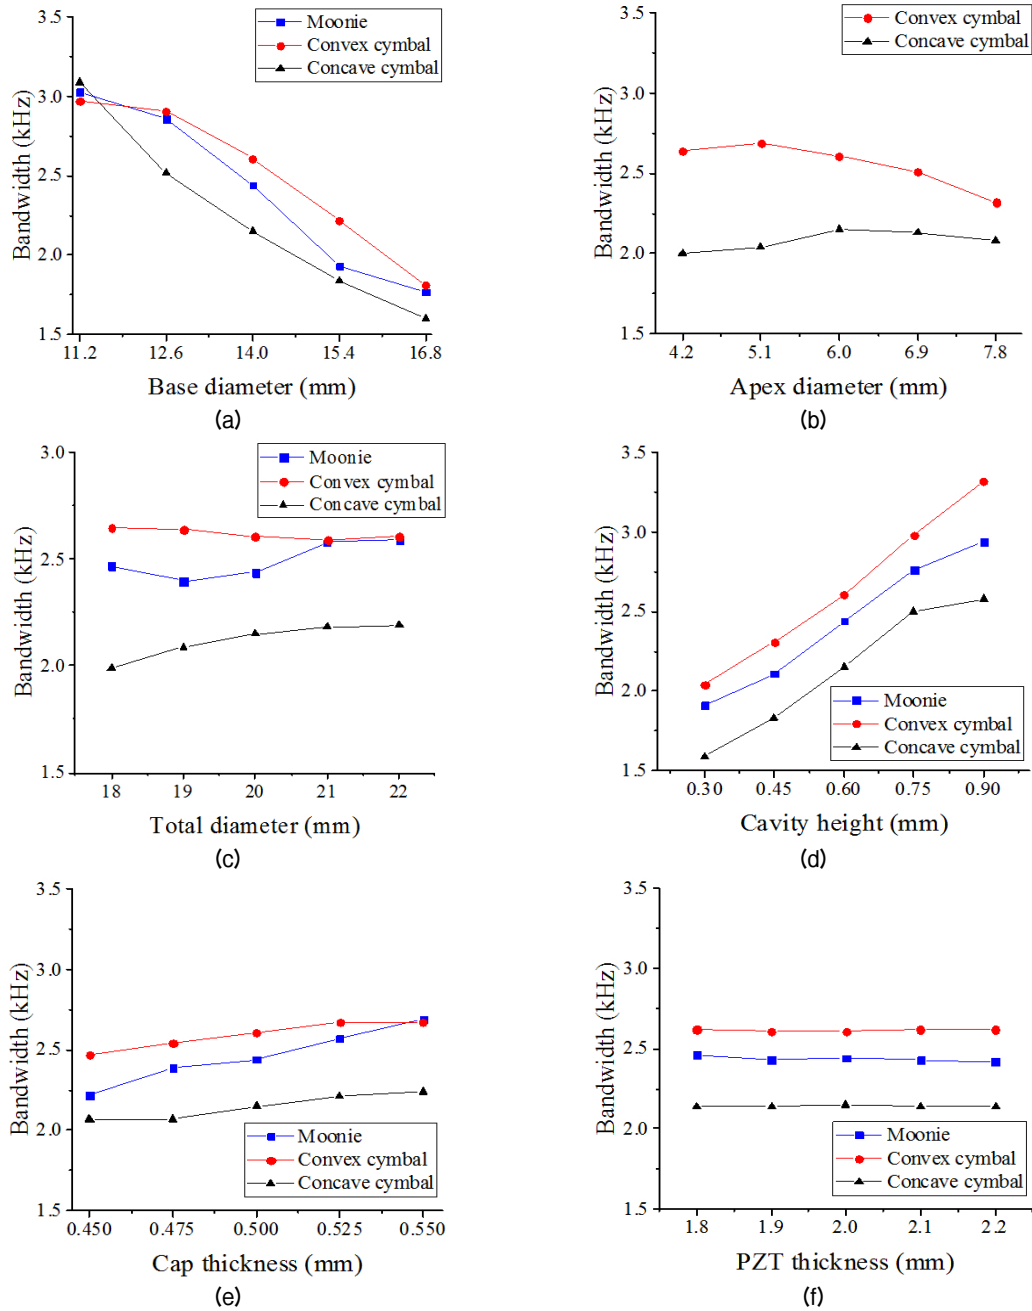 3.5
3.0
2.5
2.0
1.5
Bandwidth (kHz)
Moonie
Convex cymbal
Concave cymbal
11.2 12.6 14.0 15.4 16.8
Base diameter (mm)
(a)
3.5
3.0
2.5
2.0
1.5
Bandwidth (kHz)
Convex cymbal
Concave cymbal
4.2 5.1 6.0 6.9 7.8
Apex diameter (mm)
(b)
3.0
2.5
2.0
1.5
Bandwidth (kHz)
Moonie
Convex cymbal
Concave cymbal
18 19 20 21 22
Total diameter (mm)
(c)
3.5
3.0
2.5
2.0
1.5
Bandwidth (kHz)
Moonie
Convex cymbal
Concave cymbal
0.30 0.45 0.60 0.75 0.90
Cavity height (mm)
(d)
3.5
3.0
2.5
2.0
1.5
Bandwidth (kHz)
Moonie
Convex cymbal
Concave cymbal
0.450 0.475 0.500 0.525 0.550
Cap thickness (mm)
(e)
3.5
3.0
2.5
2.0
1.5
Bandwidth (kHz)
Moonie
Convex cymbal
Concave cymbal
1.8 1.9 2.0 2.1 2.2
PZT thickness (mm)
(f)